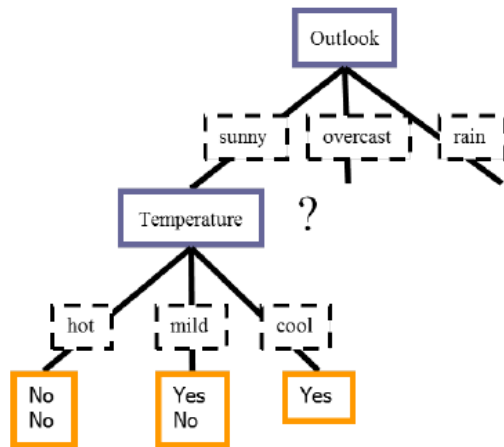 Outlook
sunny
overcast
rain
Temperature
?
hot
mild
cool
No
No
Yes
No
Yes